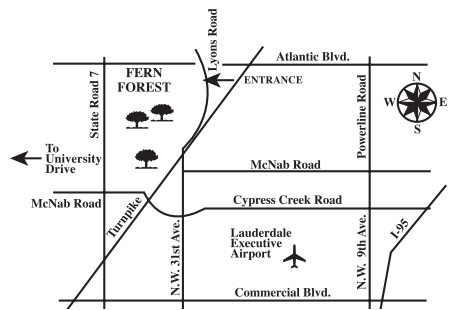 Lyons Road
Atlantic Blvd.
FERN
FOREST
ENTRANCE
State Road 7
Powerline Road
N
W
E
S
To
University
Drive
McNab Road
McNab Road
Cypress Creek Road
Turnpike
N.W. 31st Ave.
Lauderdale
Executive
Airport
N.W. 9th Ave.
I-95
Commercial Blvd.